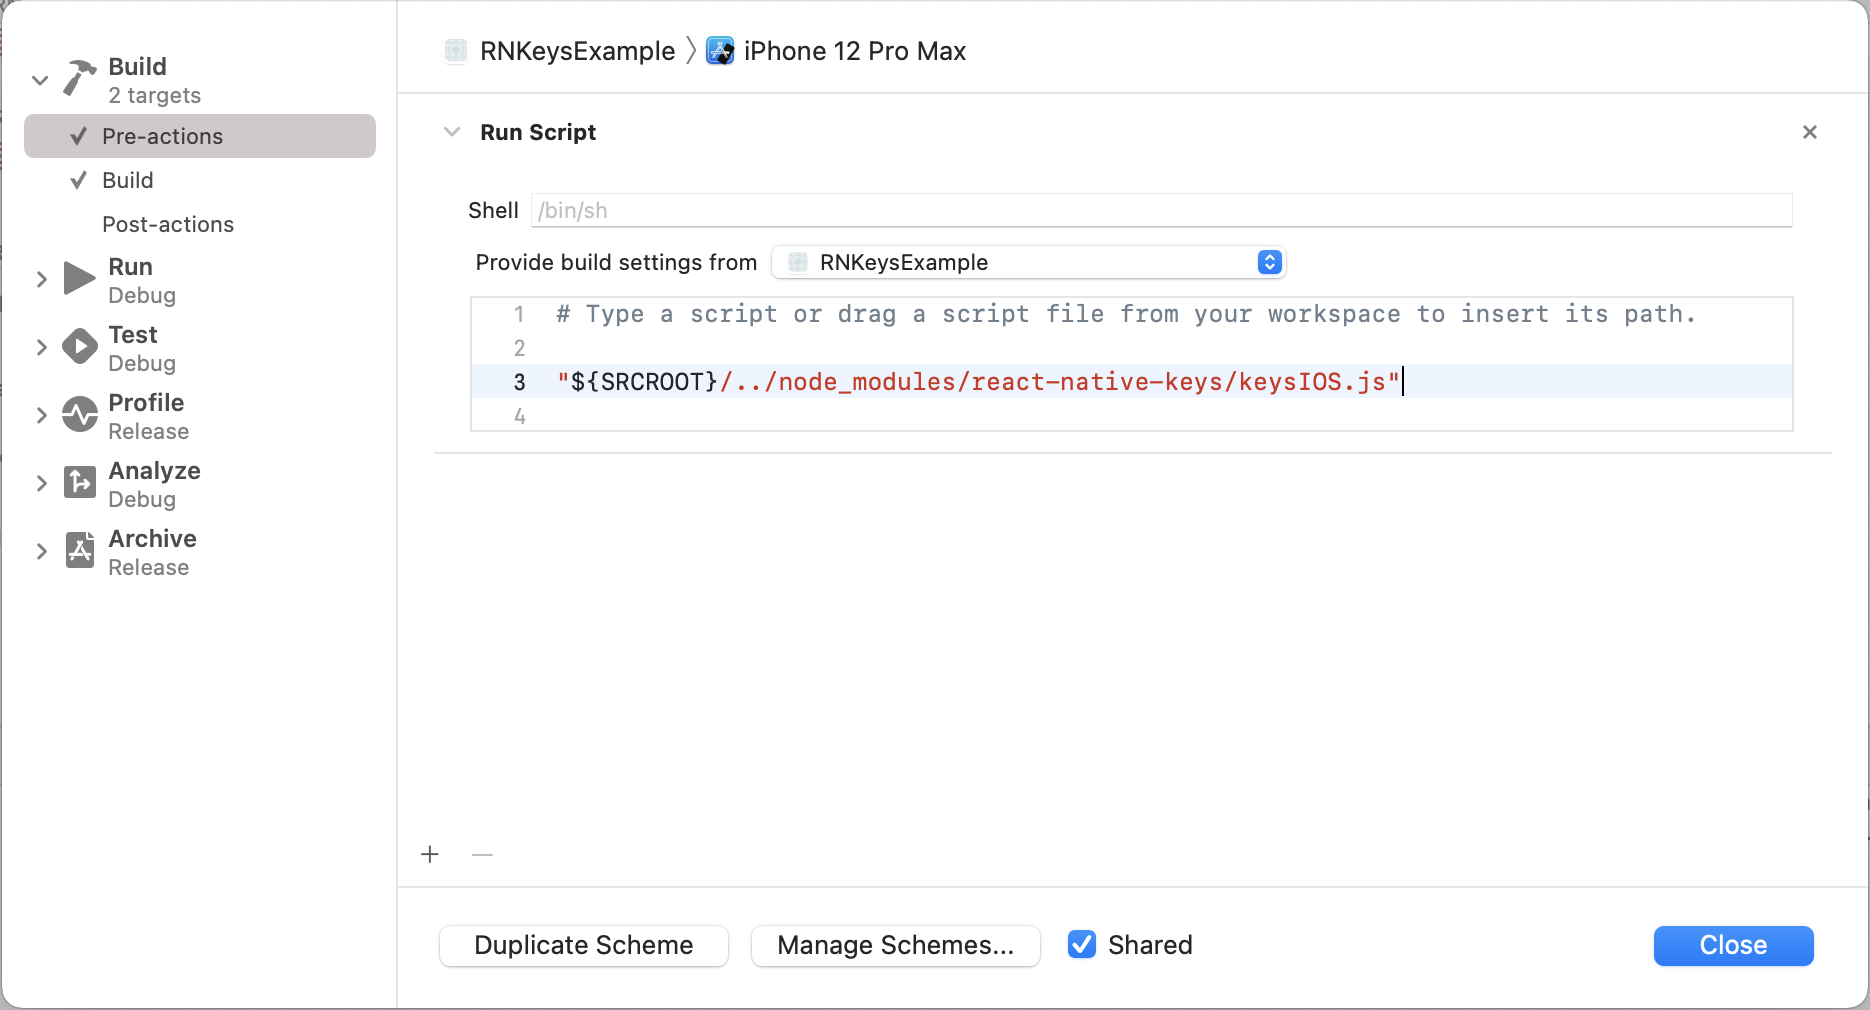 Build
2 targets
Pre-actions
Build
Post-actions
Run
Debug
Test
Debug
Profile
Release
Analyze
Debug
Archive
Release
RNKeysExample iPhone 12 Pro Max
Run Script
Shell /bin/sh
Provide build settings from RNKeysExample
1 # Type a script or drag a script file from your workspace to insert its path.
2
3 "${SRCROOT}/../node_modules/react-native-keys/keysIOS.js"
4
Duplicate Scheme Manage Schemes... Shared Close